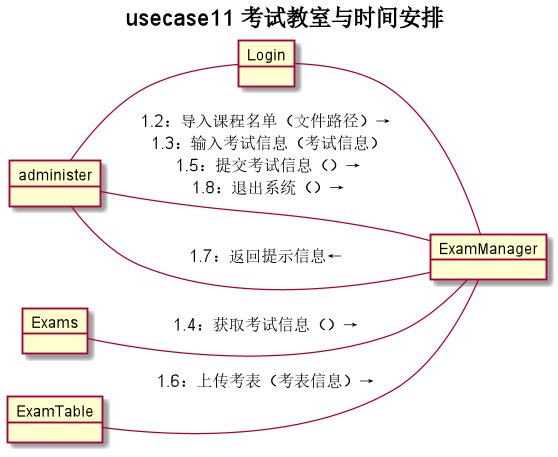 usecase11 考试教室与时间安排
Login
1.2：导入课程名单（文件路径）→
1.3：输入考试信息（考试信息）
1.5：提交考试信息（）→
1.8：退出系统（）→
administer
ExamManager
1.7：返回提示信息←
Exams
1.4：获取考试信息（）→
1.6：上传考表（考表信息）→
ExamTable